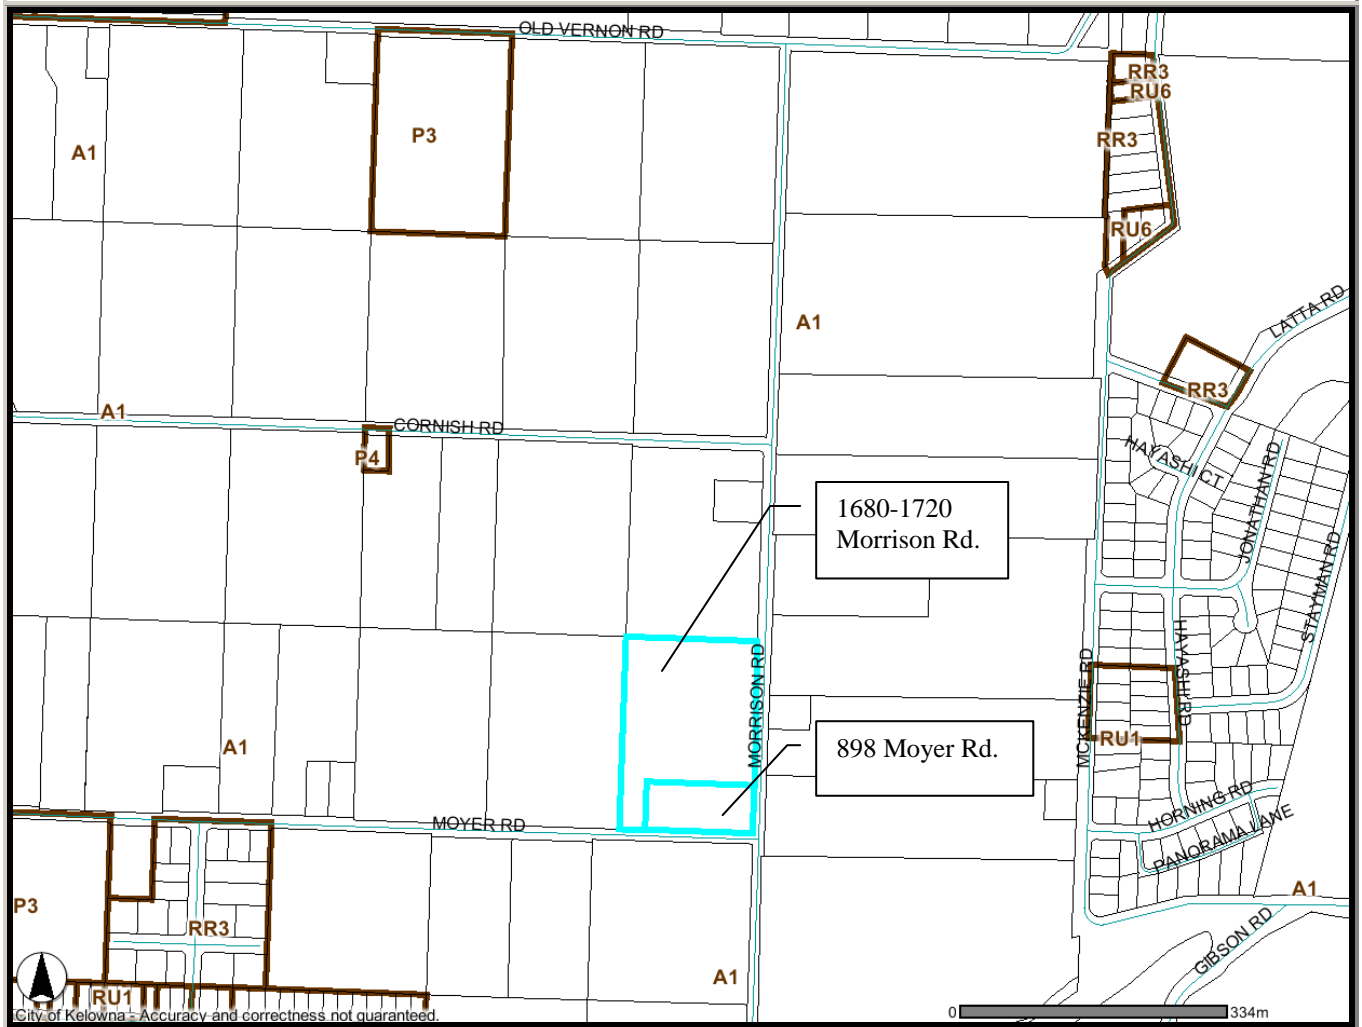 OLD VERNON RD
RR3
RU6
P3
RR3
A1
RU6
A1
LATTA RD
RR3
A1
CORNISH RD
P4
HAYASHI CT
JONATHAN RD
1680-1720
Morrison Rd.
STAYMAN RD
MORRISON RD
MCKENZIE RD
HAYASHI RD
A1
898 Moyer Rd.
RU1
HORNING RD
MOYER RD
PANORAMA LANE
A1
P3
RR3
GIBSON RD
A1
RU1
0 334m
City of Kelowna - Accuracy and correctness not guaranteed.